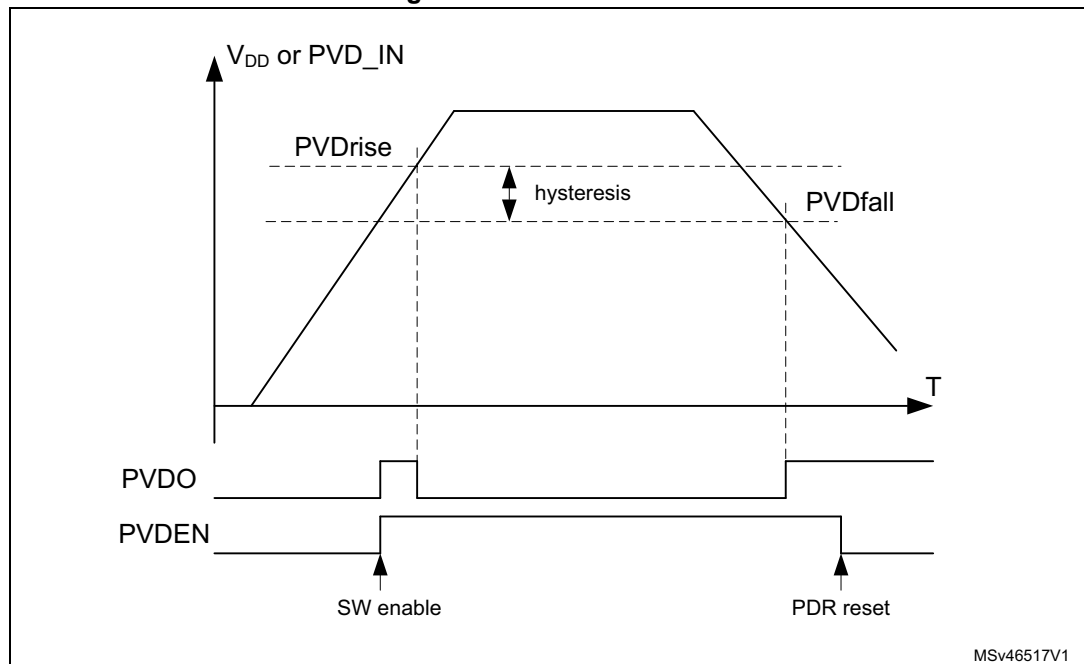 V_DD or PVD_IN
PVDrise
hysteresis
PVDfall
T
PVDO
PVDEN
SW enable
PDR reset
MSv46517V1